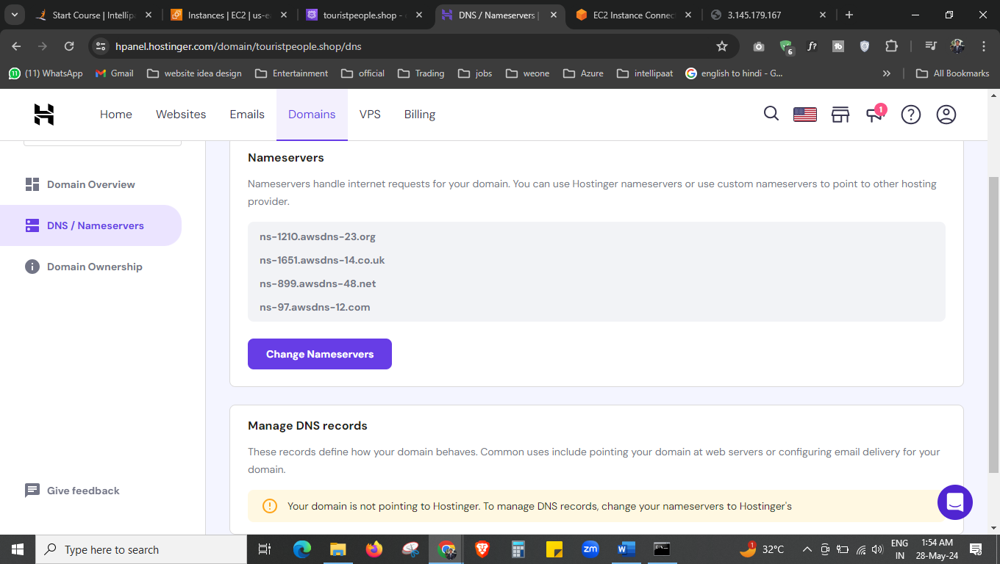 Start Course | Intellipa
Instances | EC2 | us-ea
touristpeople.shop -
DNS / Nameservers |
EC2 Instance Connec
3.145.179.167
hpanel.hostinger.com/domain/touristpeople.shop/dns
6
f?
(11) WhatsApp
Gmail
website idea design
Entertainment
official
Trading
jobs
weone
Azure
intellipaat
english to hindi - G...
All Bookmarks
Home
Websites
Emails
Domains
VPS
Billing
1
Domain Overview
DNS / Nameservers
Domain Ownership
Give feedback
Nameservers
Nameservers handle internet requests for your domain. You can use Hostinger nameservers or use custom nameservers to point to other hosting
provider.
ns-1210.awsdns-23.org
ns-1651.awsdns-14.co.uk
ns-899.awsdns-48.net
ns-97.awsdns-12.com
Change Nameservers
Manage DNS records
These records define how your domain behaves. Common uses include pointing your domain at web servers or configuring email delivery for your
domain.
Your domain is not pointing to Hostinger. To manage DNS records, change your nameservers to Hostinger's
Type here to search
zm
1
32°C
ENG
IN
1:54 AM
28-May-24